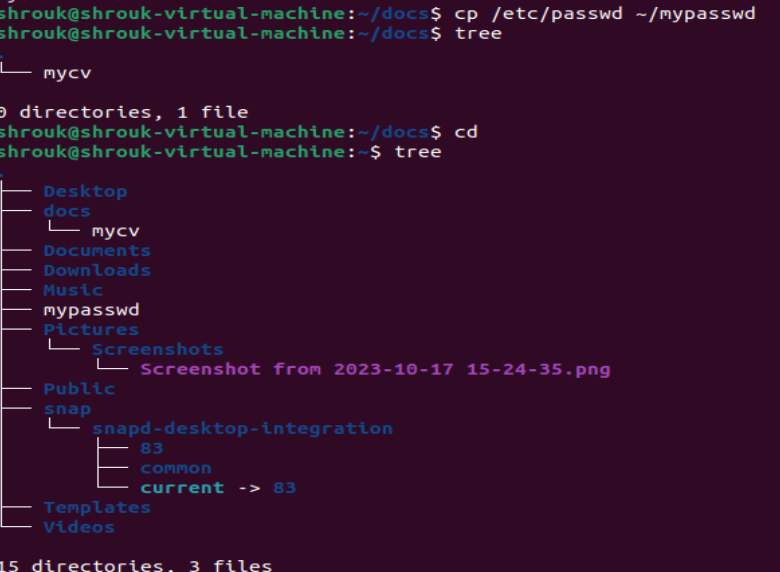 shrouk@shrouk-virtual-machine:~/docs$ cp /etc/passwd ~/mypasswd
shrouk@shrouk-virtual-machine:~/docs$ tree
.
└── mycv
0 directories, 1 file
shrouk@shrouk-virtual-machine:~/docs$ cd
shrouk@shrouk-virtual-machine:~$ tree
.
├── Desktop
├── docs
│   └── mycv
├── Documents
├── Downloads
├── Music
├── mypasswd
├── Pictures
│   └── Screenshots
│       └── Screenshot from 2023-10-17 15-24-35.png
├── Public
├── snap
│   └── snapd-desktop-integration
│       ├── 83
│       ├── common
│       └── current -> 83
├── Templates
└── Videos
15 directories, 3 files